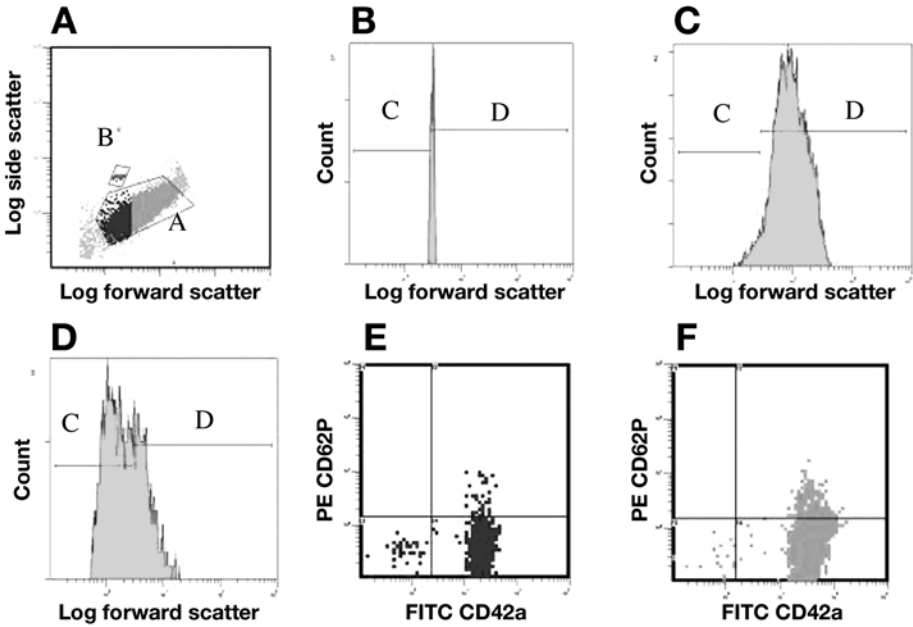 A
Log side scatter
B
A
Log forward scatter
B
Count
C
D
Log forward scatter
C
Count
C
D
Log forward scatter
D
Count
C
D
Log forward scatter
E
PE CD62P
FITC CD42a
F
PE CD62P
FITC CD42a